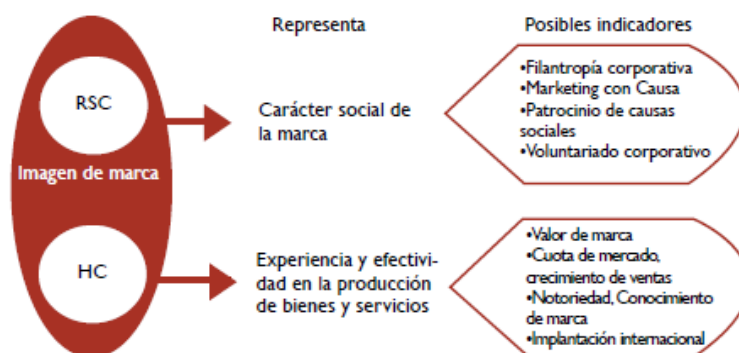 Representa
Posibles indicadores
RSC
Imagen de marca
HC
Carácter social de
la marca
•Filantropía corporativa
•Marketing con Causa
•Patrocinio de causas
sociales
•Voluntariado corporativo
Experiencia y efectivi-
dad en la producción
de bienes y servicios
•Valor de marca
•Cuota de mercado,
crecimiento de ventas
•Notoriedad, Conocimiento
de marca
•Implantación internacional